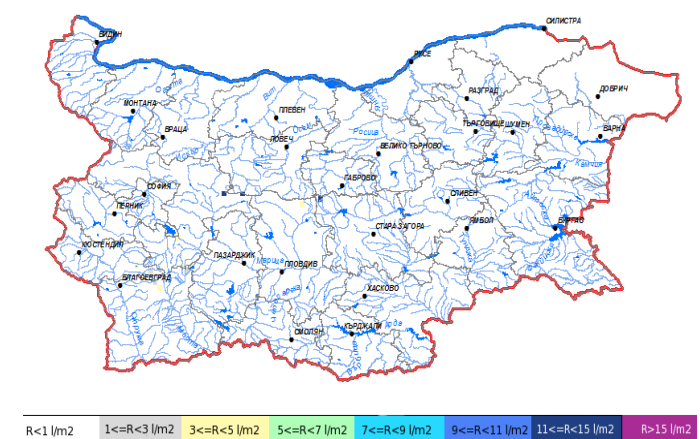 СИЛИСТРА
ВИДИН
РУСЕ
РАЗГРАД
ДОБРИЧ
МОНТАНА
ПЛЕВЕН
ТЪРГОВИЩЕ
ШУМЕН
ВАРНА
ВРАЦА
Росица
ЛОВЕЧ
ВЕЛИКО ТЪРНОВО
Камчия
ГАБРОВО
СОФИЯ
СЛИВЕН
ПЕРНИК
СТАРА ЗАГОРА
ЯМБОЛ
БУРГАС
КЮСТЕНДИЛ
ПАЗАРДЖИК
Марица
ПЛОВДИВ
БЛАГОЕВГРАД
ХАСКОВО
СМОЛЯН
КЪРДЖАЛИ
R<1 l/m2
1<=R<3 l/m2
3<=R<5 l/m2
5<=R<7 l/m2
7<=R<9 l/m2
9<=R<11 l/m2
11<=R<15 l/m2
R>15 l/m2